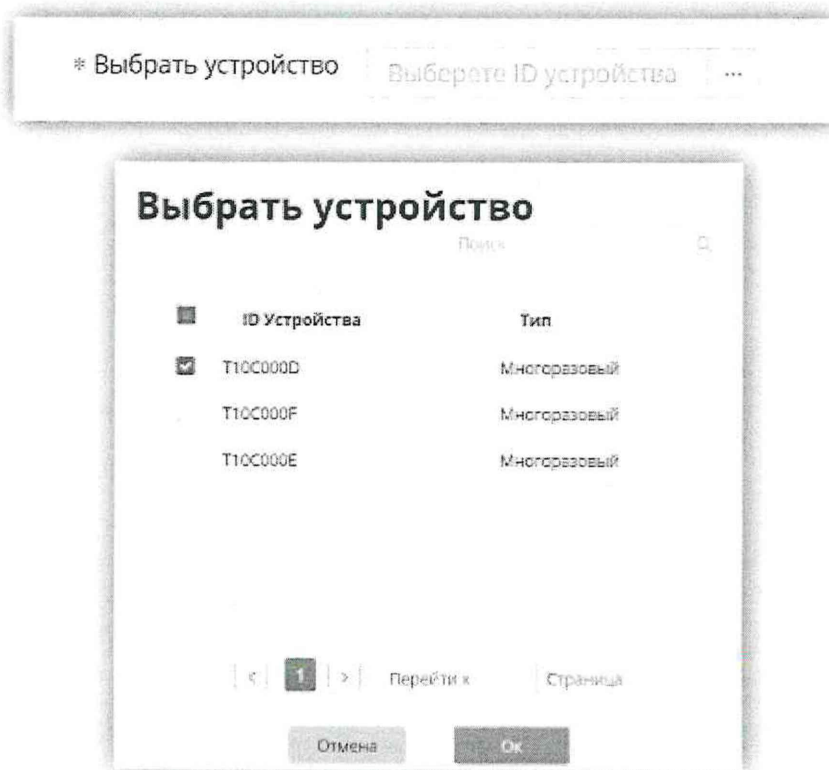 * Выбрать устройство Выберете ID устройства ...
Выбрать устройство
Поиск
ID Устройства Тип
T10C000D Многоразовый
T10C000F Многоразовый
T10C000E Многоразовый
< 1 > Перейти к Страница
Отмена Ок